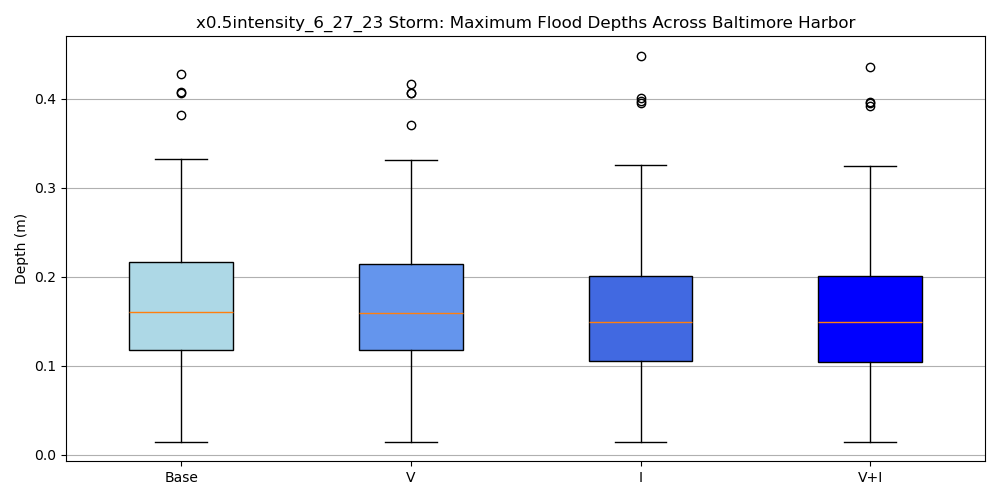 x0.5intensity_6_27_23 Storm: Maximum Flood Depths Across Baltimore Harbor
Depth (m)
0.4
0.3
0.2
0.1
0.0
Base
V
I
V+I